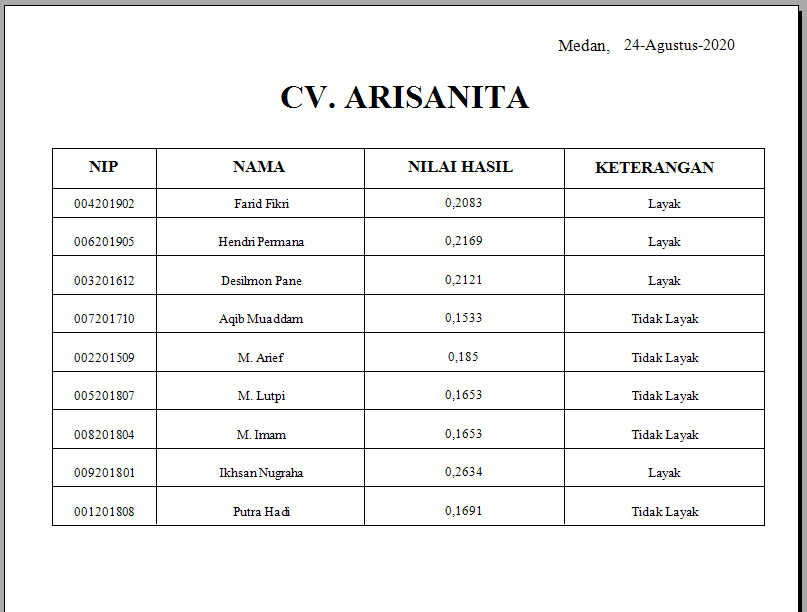 Medan, 24-Agustus-2020
CV. ARISANITA
NIP NAMA NILAI HASIL KETERANGAN
004201902 Farid Fikri 0,2083 Layak
006201905 Hendri Permana 0,2169 Layak
003201612 Desilmon Pane 0,2121 Layak
007201710 Aqib Muaddam 0,1533 Tidak Layak
002201509 M. Arief 0,185 Tidak Layak
005201807 M. Lutpi 0,1653 Tidak Layak
008201804 M. Imam 0,1653 Tidak Layak
009201801 Ikhsan Nugraha 0,2634 Layak
001201808 Putra Hadi 0,1691 Tidak Layak